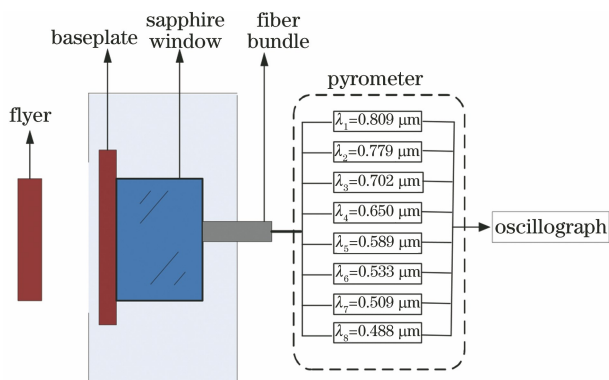 sapphire
window
fiber
bundle
baseplate
pyrometer
flyer
λ₁=0.809 μm
λ₂=0.779 μm
λ₃=0.702 μm
λ₄=0.650 μm
λ₅=0.589 μm
λ₆=0.533 μm
λ₇=0.509 μm
λ₈=0.488 μm
oscillograph